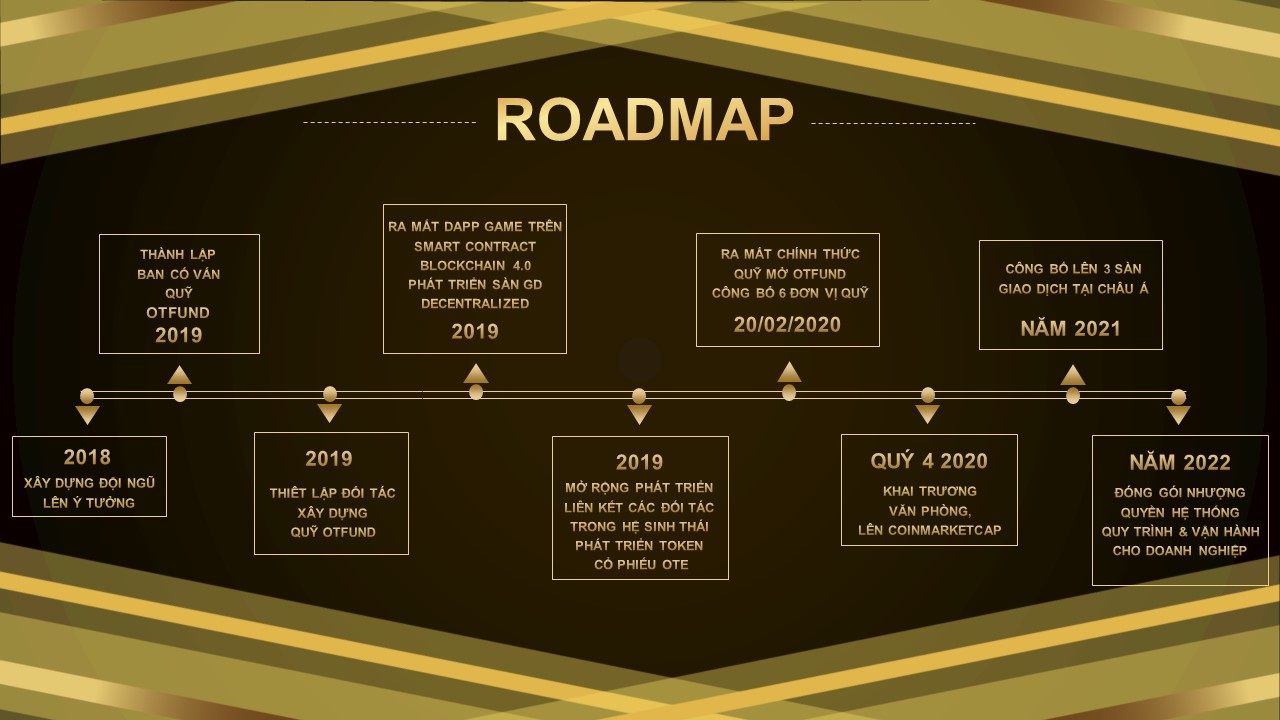 ROADMAP
THÀNH LẬP
BAN CỐ VẤN
QUỸ
OTFUND
2019
RA MẮT DAPP GAME TRÊN
SMART CONTRACT
BLOCKCHAIN 4.0
PHÁT TRIỂN SÀN GD
DECENTRALIZED
2019
RA MẮT CHÍNH THỨC
QUỸ MỞ OTFUND
CÔNG BỐ 6 ĐƠN VỊ QUỸ
20/02/2020
CÔNG BỐ LÊN 3 SÀN
GIAO DỊCH TẠI CHÂU Á
NĂM 2021
2018
XÂY DỰNG ĐỘI NGŨ
LÊN Ý TƯỞNG
2019
THIẾT LẬP ĐỐI TÁC
XÂY DỰNG
QUỸ OTFUND
2019
MỞ RỘNG PHÁT TRIỂN
LIÊN KẾT CÁC ĐỐI TÁC
TRONG HỆ SINH THÁI
PHÁT TRIỂN TOKEN
CỔ PHIẾU OTE
QUÝ 4 2020
KHAI TRƯƠNG
VĂN PHÒNG,
LÊN COINMARKETCAP
NĂM 2022
ĐÓNG GÓI NHƯỢNG
QUYỀN HỆ THỐNG
QUY TRÌNH & VẬN HÀNH
CHO DOANH NGHIỆP